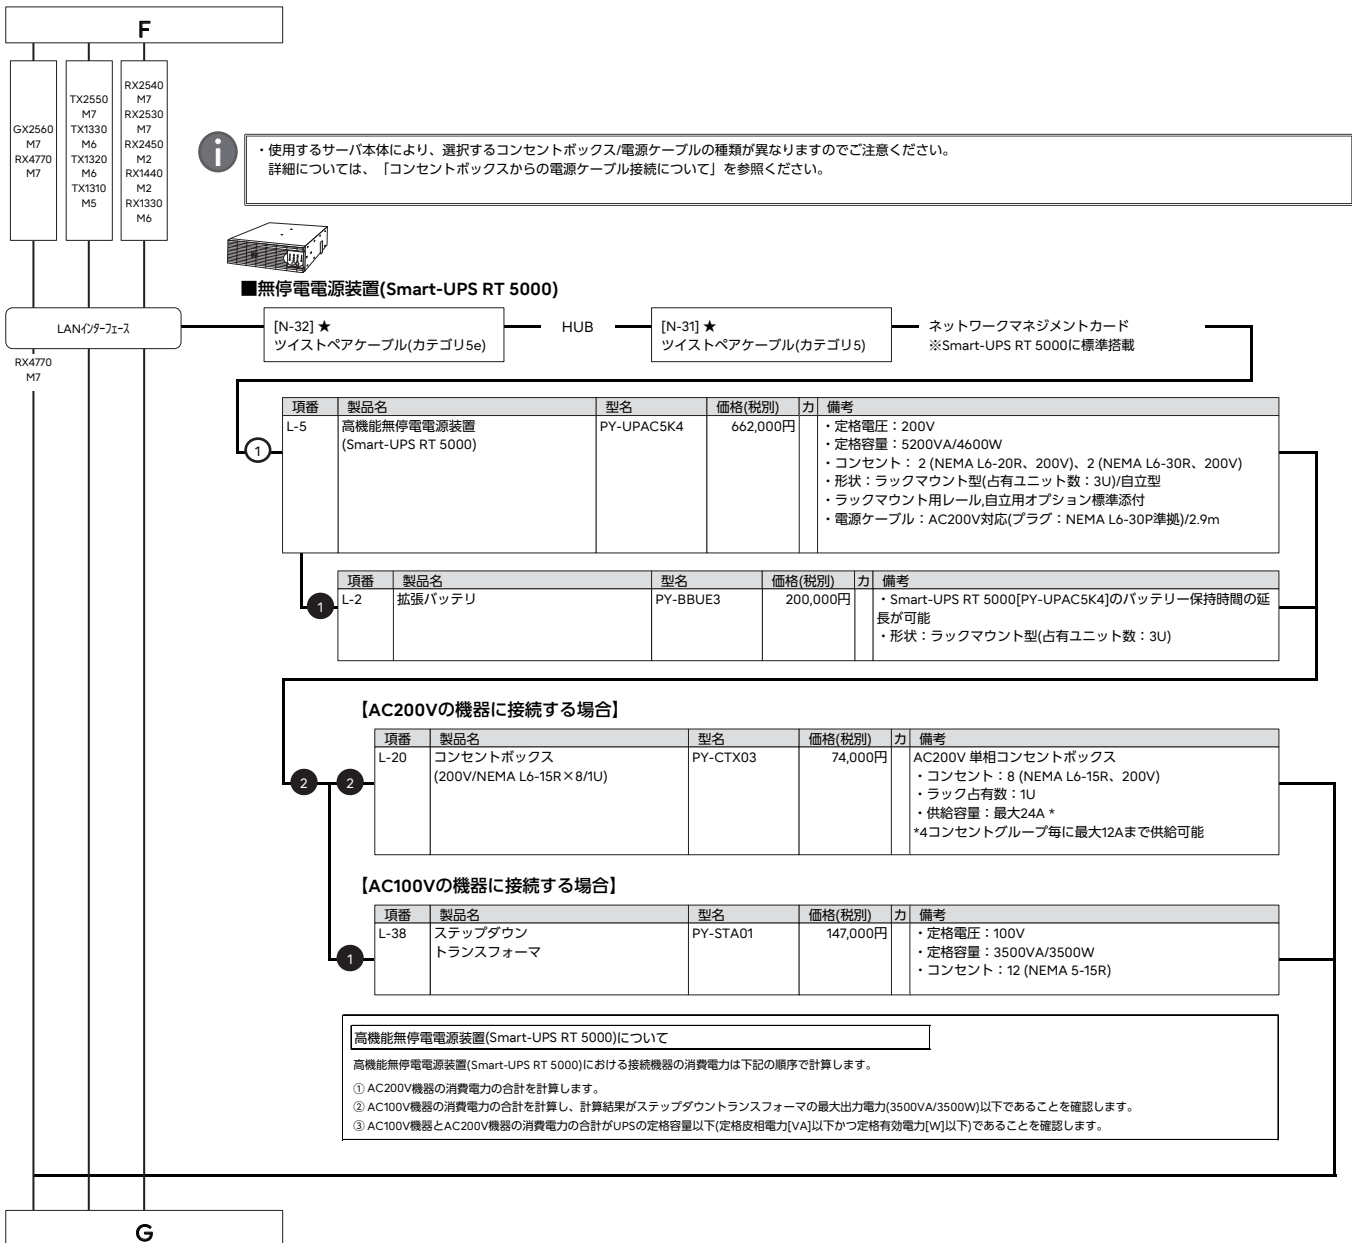 F
GX2560
M7
RX4770
M7
TX2550
M7
TX1330
M6
TX1320
M6
TX1310
M5
RX2540
M7
RX2530
M7
RX2450
M2
RX1440
M2
RX1330
M6
・使用するサーバ本体により、選択するコンセントボックス/電源ケーブルの種類が異なりますのでご注意ください。
詳細については、「コンセントボックスからの電源ケーブル接続について」を参照ください。
■無停電電源装置(Smart-UPS RT 5000)
LANインターフェース
[N-32] ★
ツイストペアケーブル(カテゴリ5e)
HUB
[N-31] ★
ツイストペアケーブル(カテゴリ5)
ネットワークマネジメントカード
※Smart-UPS RT 5000に標準搭載
RX4770
M7
項番 製品名 型名 価格(税別) カ 備考
1 L-5 高機能無停電電源装置 PY-UPAC5K4 662,000円 ・定格電圧：200V
(Smart-UPS RT 5000) ・定格容量：5200VA/4600W
・コンセント： 2 (NEMA L6-20R、200V)、2 (NEMA L6-30R、200V)
・形状：ラックマウント型(占有ユニット数：3U)/自立型
・ラックマウント用レール,自立用オプション標準添付
・電源ケーブル：AC200V対応(プラグ：NEMA L6-30P準拠)/2.9m
項番 製品名 型名 価格(税別) カ 備考
1 L-2 拡張バッテリ PY-BBUE3 200,000円 ・Smart-UPS RT 5000[PY-UPAC5K4]のバッテリー保持時間の延
長が可能
・形状：ラックマウント型(占有ユニット数：3U)
【AC200Vの機器に接続する場合】
項番 製品名 型名 価格(税別) カ 備考
2 2 L-20 コンセントボックス PY-CTX03 74,000円 AC200V 単相コンセントボックス
(200V/NEMA L6-15R×8/1U) ・コンセント：8 (NEMA L6-15R、200V)
・ラック占有数：1U
・供給容量：最大24A *
*4コンセントグループ毎に最大12Aまで供給可能
【AC100Vの機器に接続する場合】
項番 製品名 型名 価格(税別) カ 備考
1 L-38 ステップダウン PY-STA01 147,000円 ・定格電圧：100V
トランスフォーマ ・定格容量：3500VA/3500W
・コンセント：12 (NEMA 5-15R)
高機能無停電電源装置(Smart-UPS RT 5000)について
高機能無停電電源装置(Smart-UPS RT 5000)における接続機器の消費電力は下記の順序で計算します。
① AC200V機器の消費電力の合計を計算します。
② AC100V機器の消費電力の合計を計算し、計算結果がステップダウントランスフォーマの最大出力電力(3500VA/3500W)以下であることを確認します。
③ AC100V機器とAC200V機器の消費電力の合計がUPSの定格容量以下(定格皮相電力[VA]以下かつ定格有効電力[W]以下)であることを確認します。
G